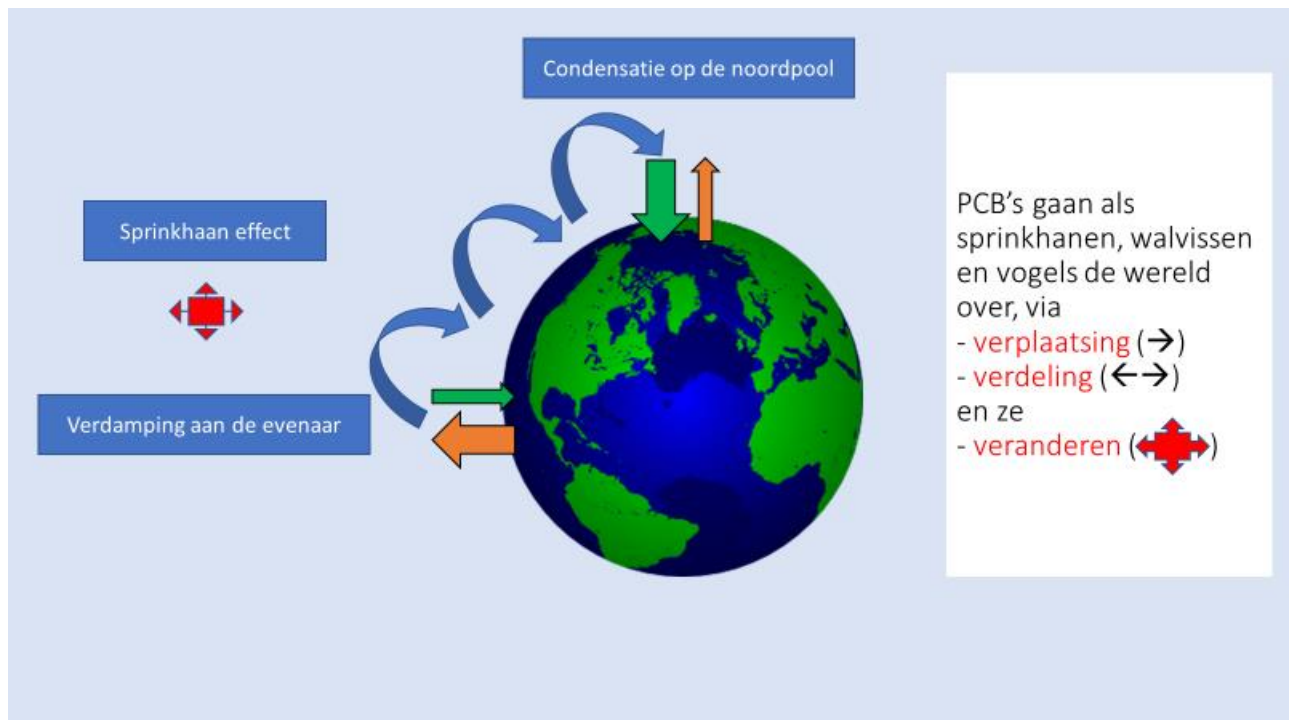 Condensatie op de noordpool
Sprinkhaan effect
Verdamping aan de evenaar
PCB's gaan als
sprinkhanen, walvissen
en vogels de wereld
over, via
- verplaatsing (→)
- verdeling (←→)
en ze
- veranderen ()